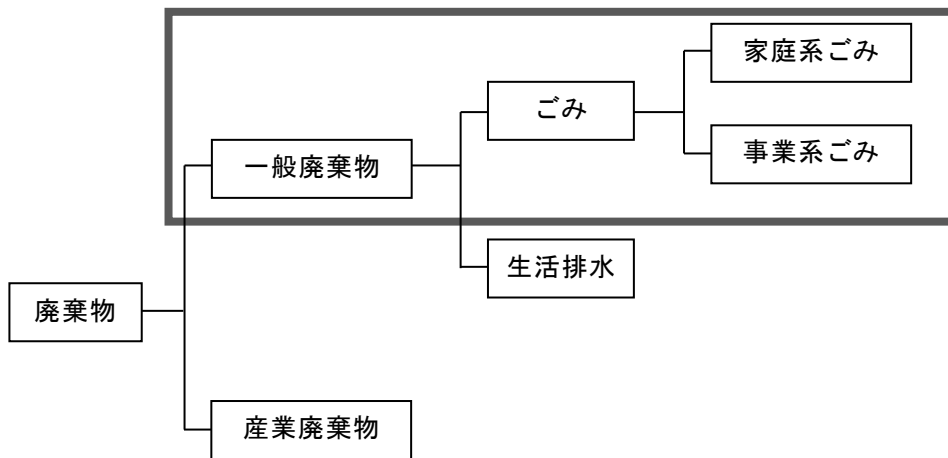 家庭系ごみ
ごみ
事業系ごみ
一般廃棄物
生活排水
廃棄物
産業廃棄物